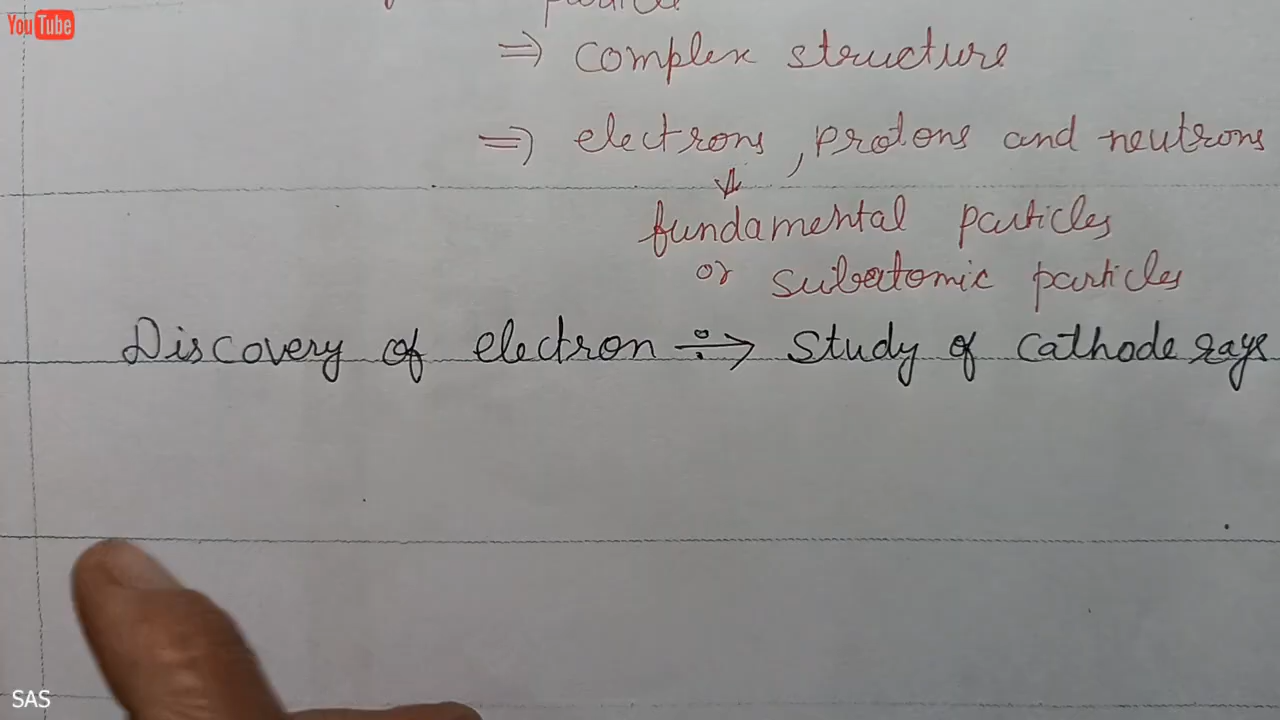 YouTube
⇒ complex structure
⇒ electrons, protons and neutrons
↓
fundamental particles
or subatomic particles
Discovery of electron ÷→ Study of cathode rays
SAS